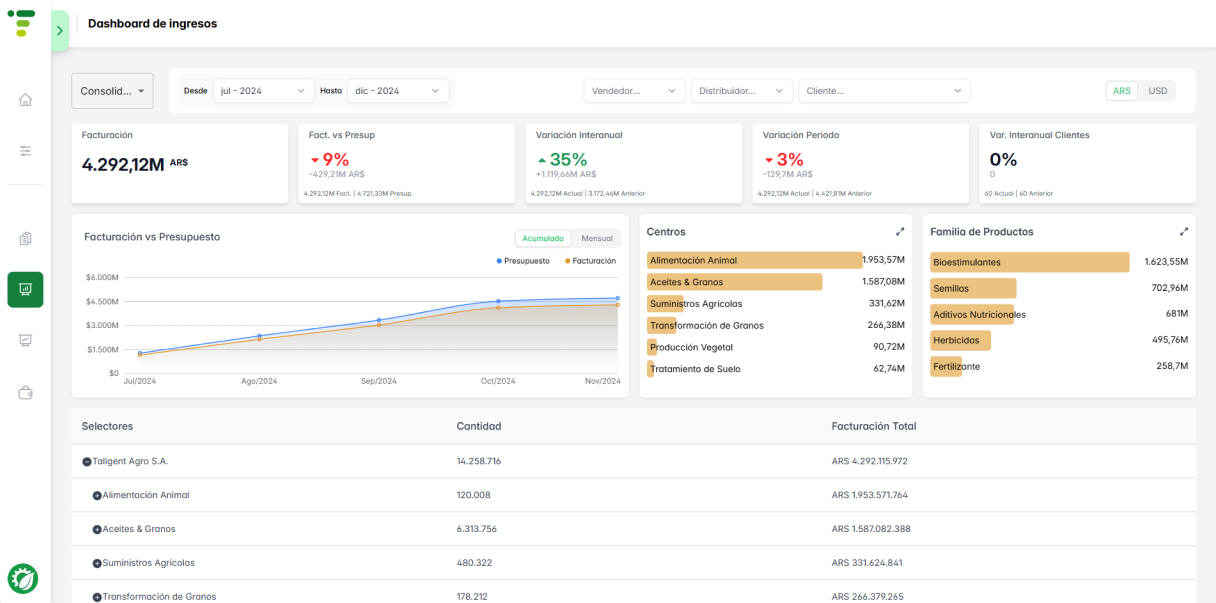 Dashboard de ingresos
Consolid...
Desde jul - 2024 Hasta dic - 2024
Vendedor... Distribuidor... Cliente...
ARS USD
Facturación
4.292,12M AR$
Fact. vs Presup
9%
-429,21M AR$
4.292,12M Fact. | 4.721,33M Presup.
Variación Interanual
35%
+1.119,66M AR$
4.292,12M Actual | 3.172,46M Anterior
Variación Periodo
3%
-129,7M AR$
4.292,12M Actual | 4.421,81M Anterior
Var. Interanual Clientes
0%
0
60 Actual | 60 Anterior
Facturación vs Presupuesto
Acumulado Mensual
Presupuesto Facturación
$6.000M
$4.500M
$3.000M
$1.500M
$0
Jul/2024 Ago/2024 Sep/2024 Oct/2024 Nov/2024
Centros
Alimentación Animal 1.953,57M
Aceites & Granos 1.587,08M
Suministros Agrícolas 331,62M
Transformación de Granos 266,38M
Producción Vegetal 90,72M
Tratamiento de Suelo 62,74M
Familia de Productos
Bioestimulantes 1.623,55M
Semillas 702,96M
Aditivos Nutricionales 681M
Herbicidas 495,76M
Fertilizante 258,7M
Selectores Cantidad Facturación Total
Taligent Agro S.A. 14.258.716 ARS 4.292.115.972
Alimentación Animal 120.008 ARS 1.953.571.764
Aceites & Granos 6.313.756 ARS 1.587.082.388
Suministros Agrícolas 480.322 ARS 331.624.841
Transformación de Granos 178.212 ARS 266.379.265